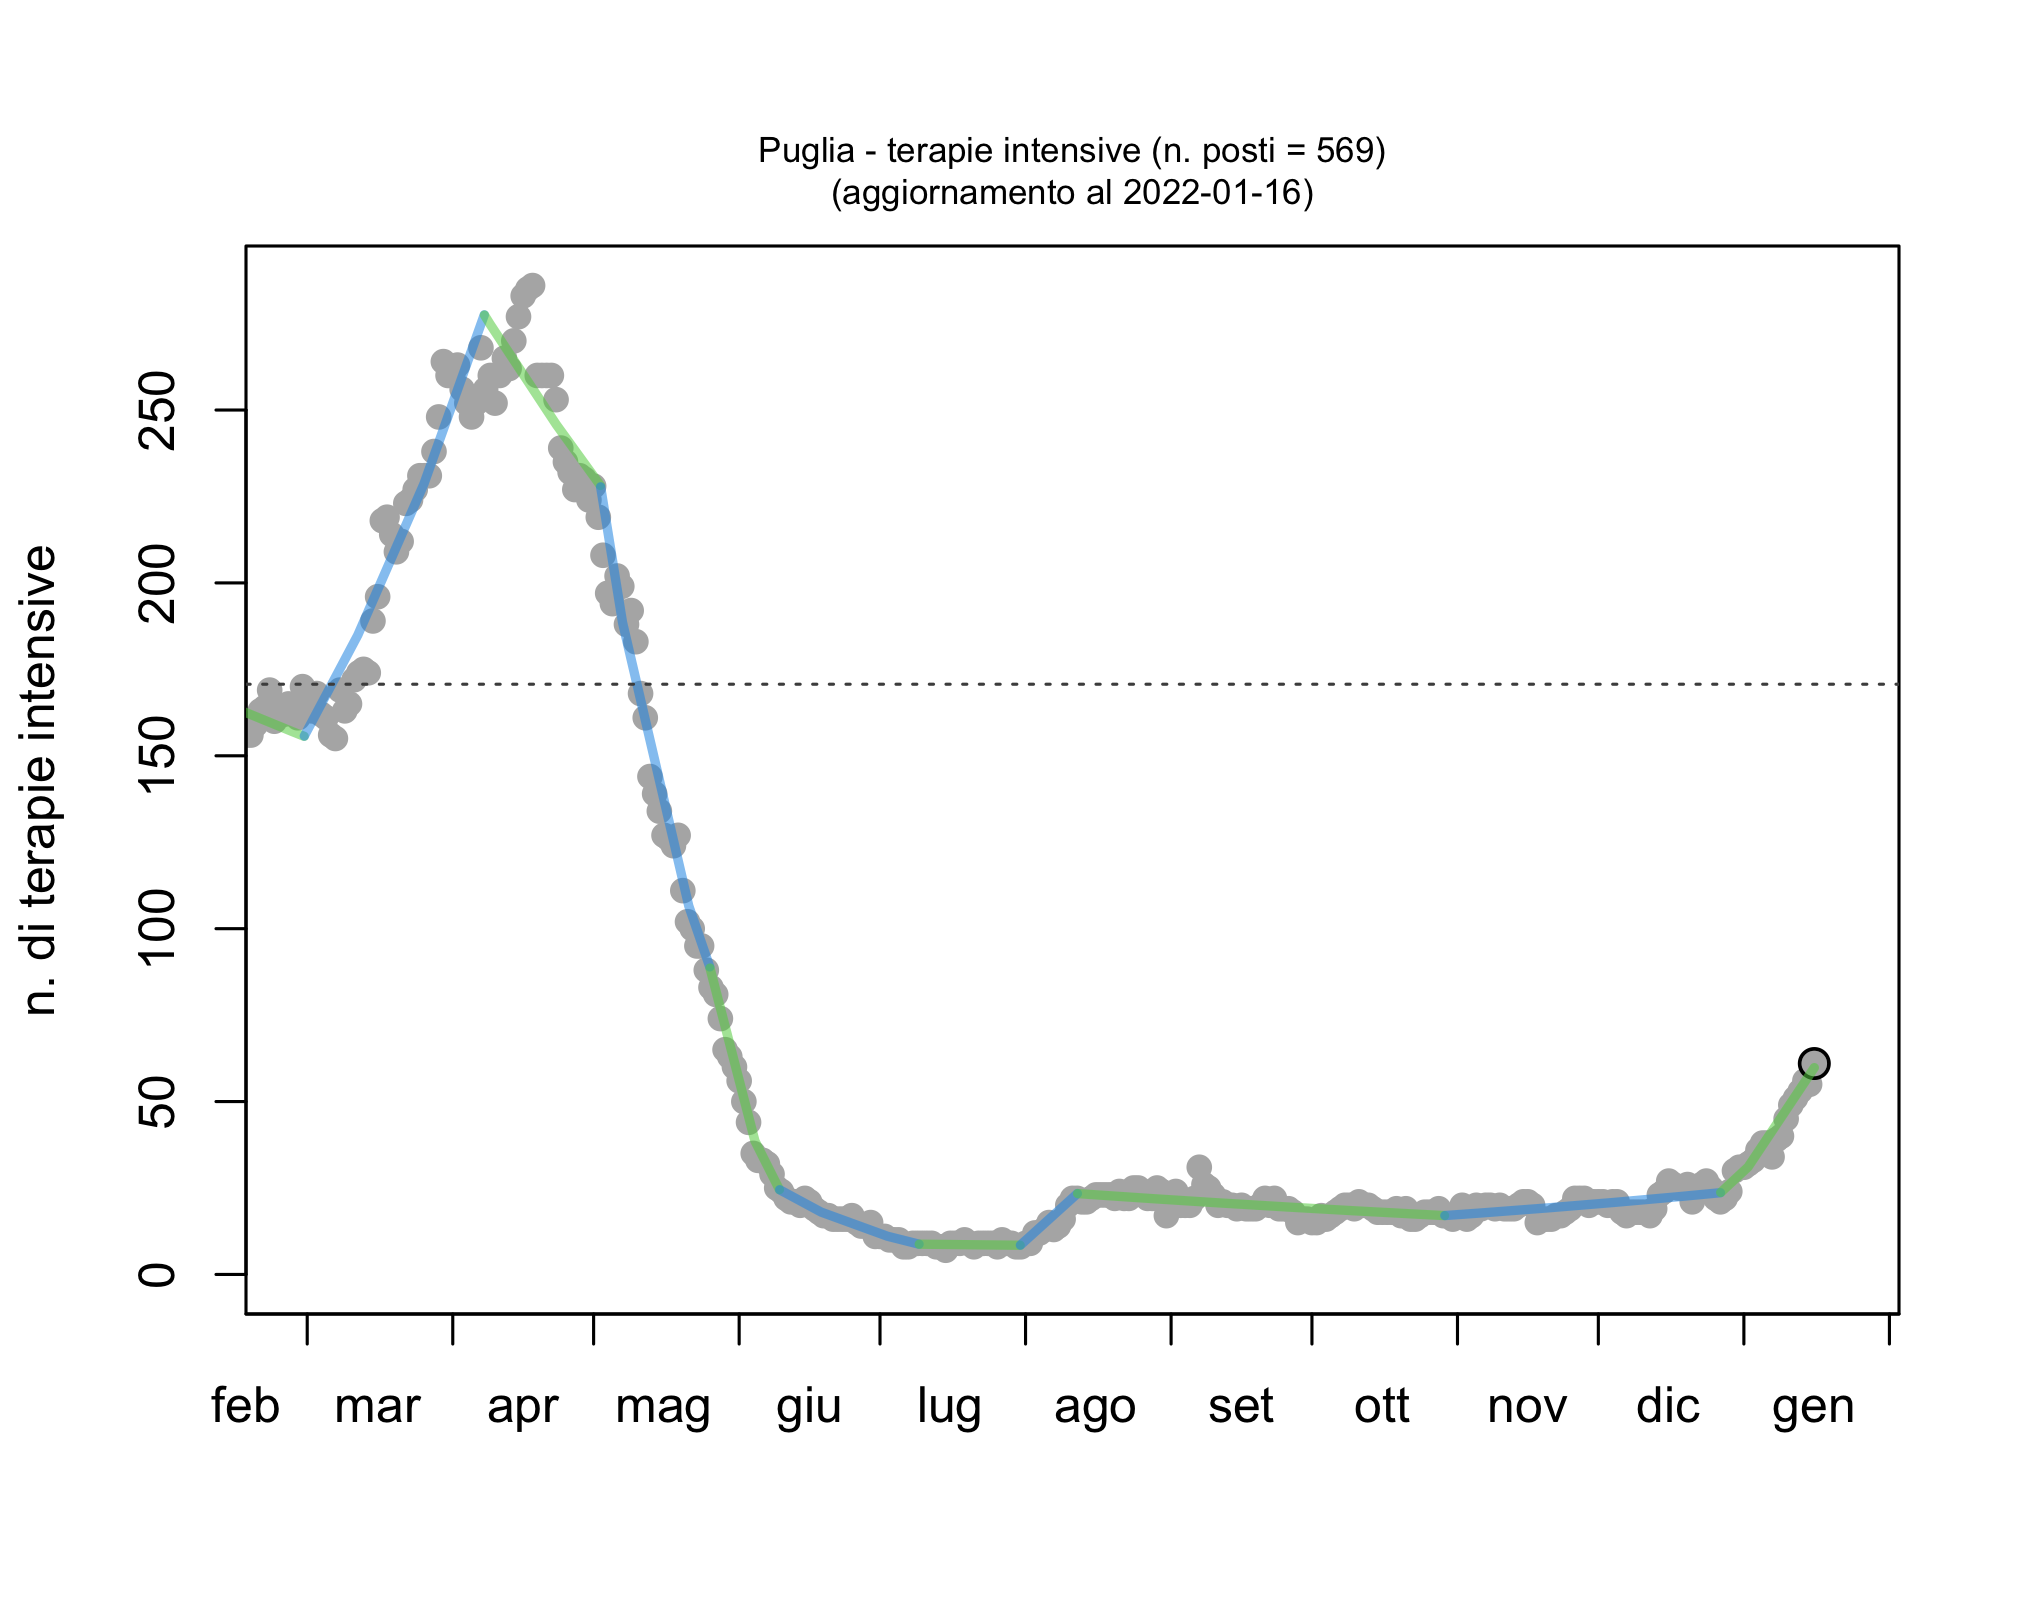 Puglia - terapie intensive (n. posti = 569)
(aggiornamento al 2022-01-16)
n. di terapie intensive
250
200
150
100
50
0
feb mar apr mag giu lug ago set ott nov dic gen